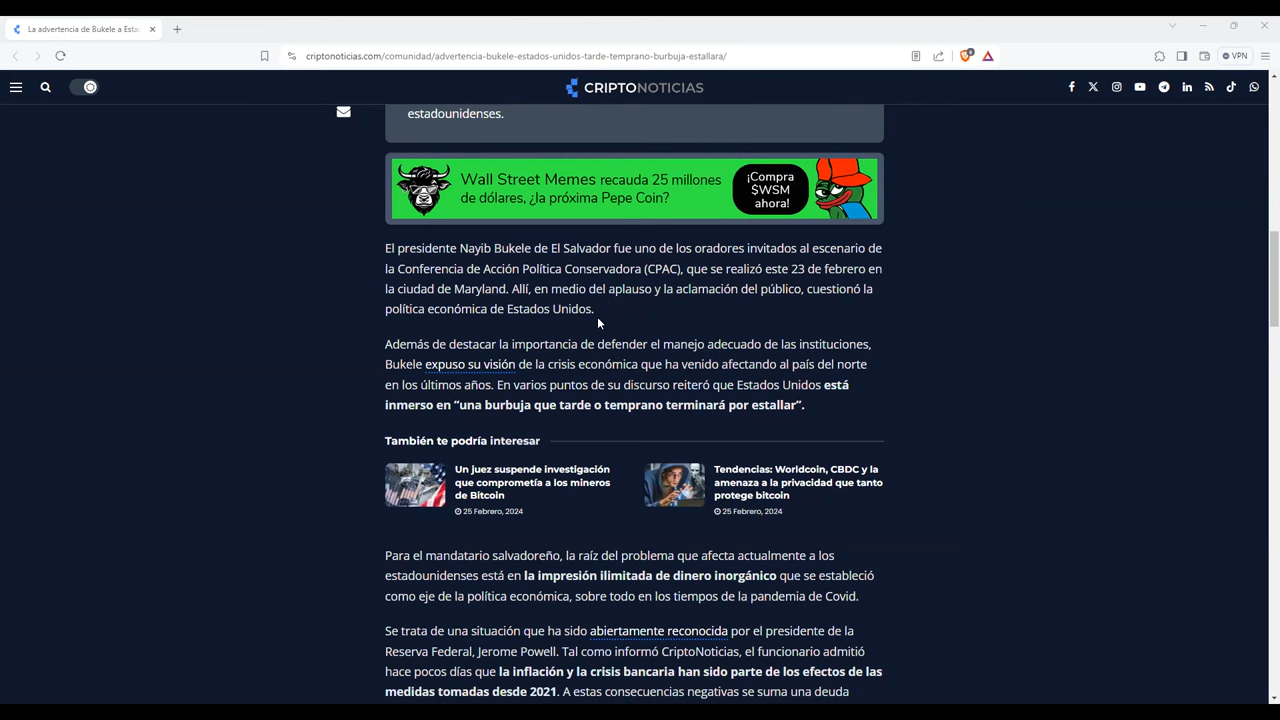 La advertencia de Bukele a Esta
criptonoticias.com/comunidad/advertencia-bukele-estados-unidos-tarde-temprano-burbuja-estallara/
VPN
CRIPTONOTICIAS
estadounidenses.
Wall Street Memes recauda 25 millones
de dólares, ¿la próxima Pepe Coin?
¡Compra
$WSM
ahora!
El presidente Nayib Bukele de El Salvador fue uno de los oradores invitados al escenario de
la Conferencia de Acción Política Conservadora (CPAC), que se realizó este 23 de febrero en
la ciudad de Maryland. Allí, en medio del aplauso y la aclamación del público, cuestionó la
política económica de Estados Unidos.
Además de destacar la importancia de defender el manejo adecuado de las instituciones,
Bukele expuso su visión de la crisis económica que ha venido afectando al país del norte
en los últimos años. En varios puntos de su discurso reiteró que Estados Unidos está
inmerso en “una burbuja que tarde o temprano terminará por estallar”.
También te podría interesar
Un juez suspende investigación
que comprometía a los mineros
de Bitcoin
25 Febrero, 2024
Tendencias: Worldcoin, CBDC y la
amenaza a la privacidad que tanto
protege bitcoin
25 Febrero, 2024
Para el mandatario salvadoreño, la raíz del problema que afecta actualmente a los
estadounidenses está en la impresión ilimitada de dinero inorgánico que se estableció
como eje de la política económica, sobre todo en los tiempos de la pandemia de Covid.
Se trata de una situación que ha sido abiertamente reconocida por el presidente de la
Reserva Federal, Jerome Powell. Tal como informó CriptoNoticias, el funcionario admitió
hace pocos días que la inflación y la crisis bancaria han sido parte de los efectos de las
medidas tomadas desde 2021. A estas consecuencias negativas se suma una deuda